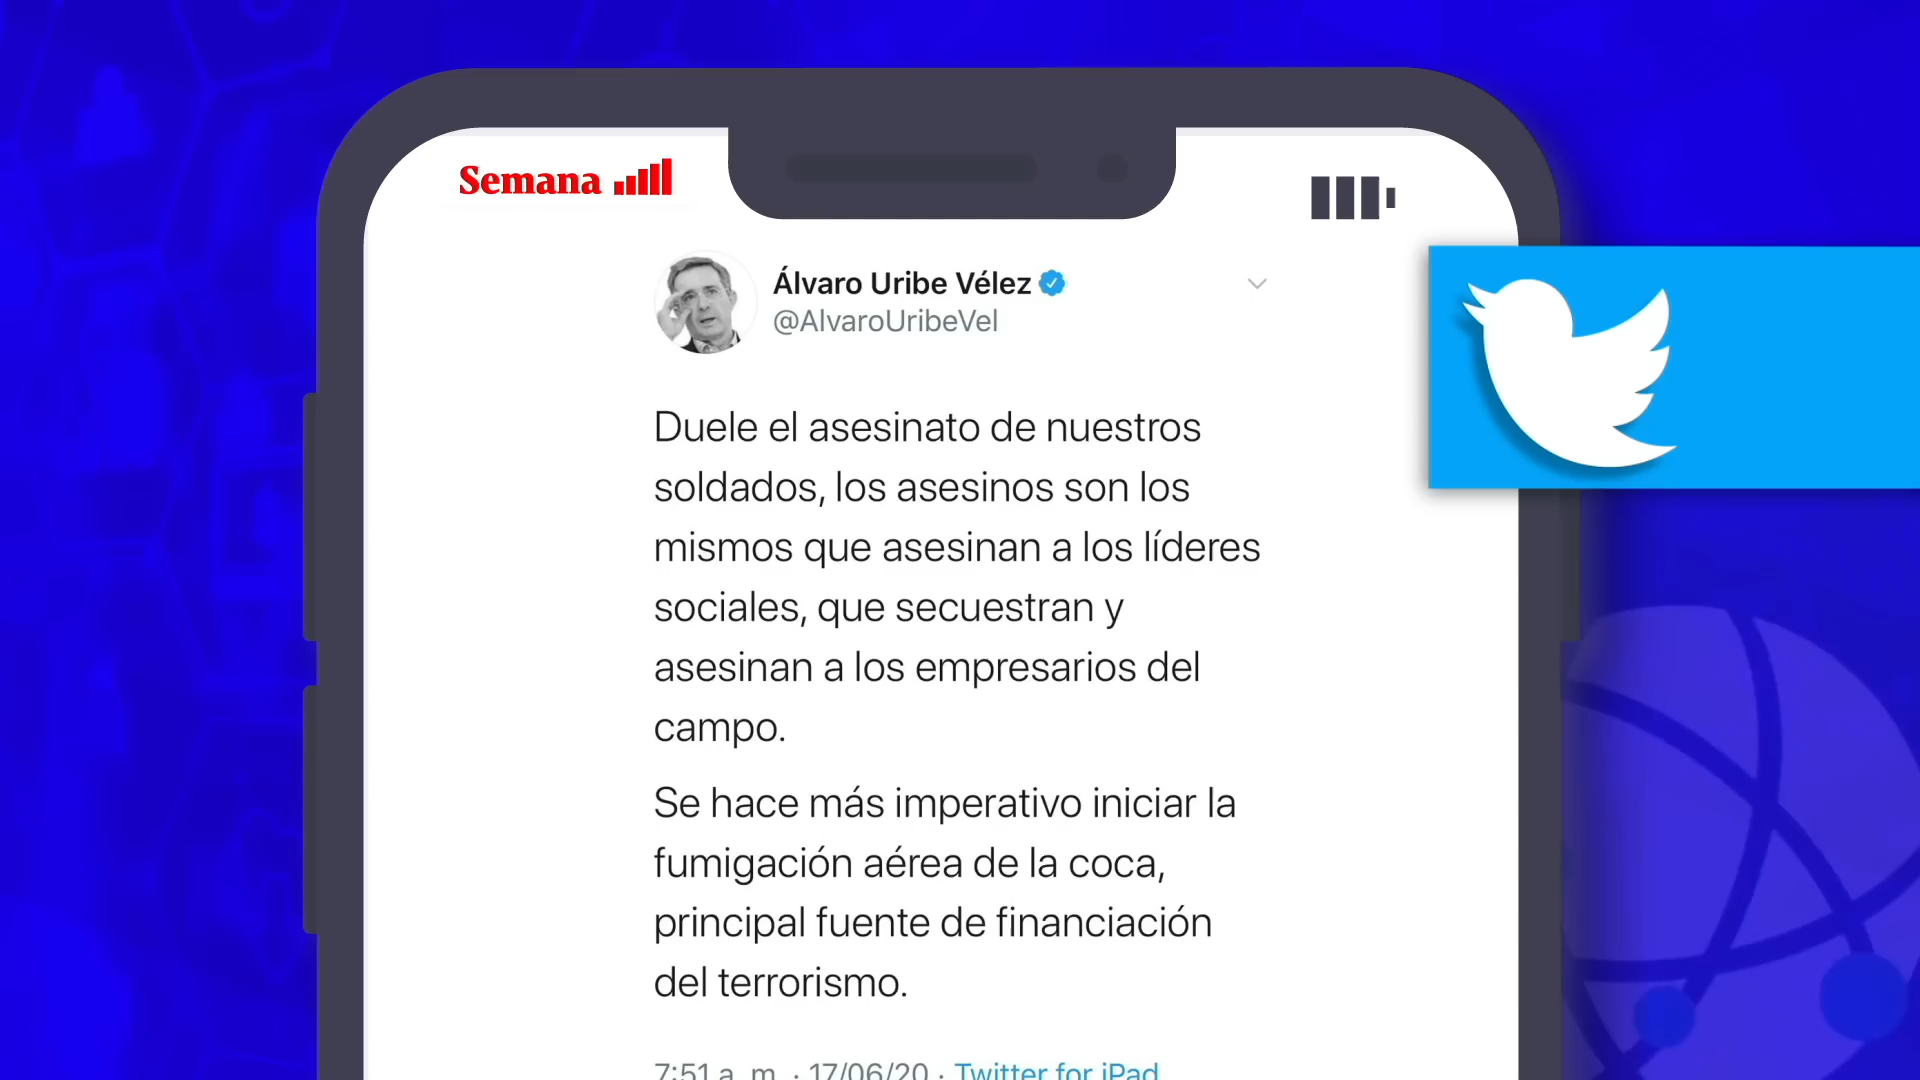 Semana
Álvaro Uribe Vélez
@AlvaroUribeVel
Duele el asesinato de nuestros
soldados, los asesinos son los
mismos que asesinan a los líderes
sociales, que secuestran y
asesinan a los empresarios del
campo.
Se hace más imperativo iniciar la
fumigación aérea de la coca,
principal fuente de financiación
del terrorismo.
7:51 a. m. · 17/06/20 · Twitter for iPad